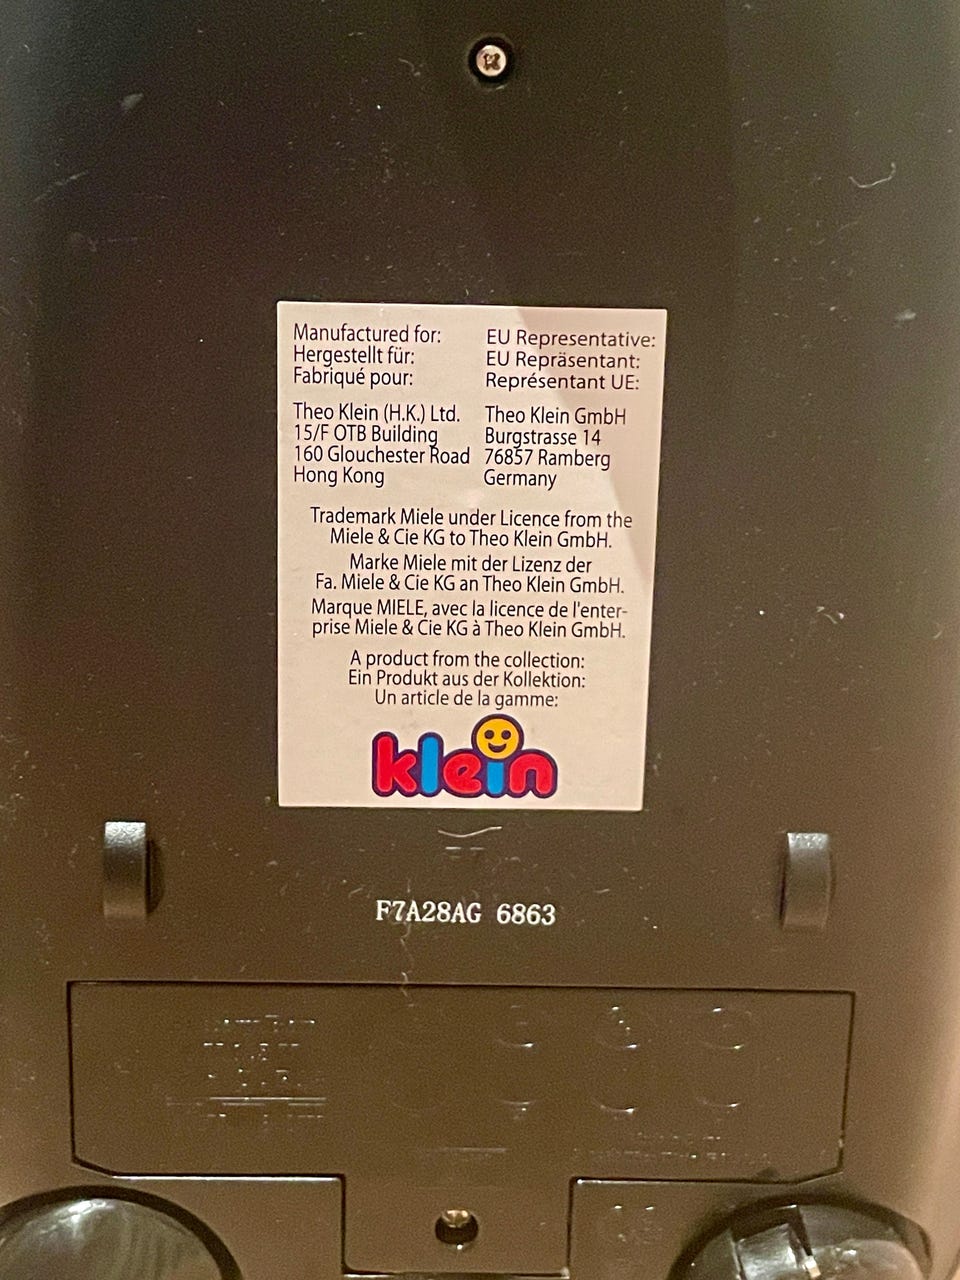 Manufactured for:
Hergestellt für:
Fabriqué pour:
EU Representative:
EU Repräsentant:
Représentant UE:
Theo Klein (H.K.) Ltd.
15/F OTB Building
160 Glouchester Road
Hong Kong
Theo Klein GmbH
Burgstrasse 14
76857 Ramberg
Germany
Trademark Miele under Licence from the
Miele & Cie KG to Theo Klein GmbH.
Marke Miele mit der Lizenz der
Fa. Miele & Cie KG an Theo Klein GmbH.
Marque MIELE, avec la licence de l'enter-
prise Miele & Cie KG à Theo Klein GmbH.
A product from the collection:
Ein Produkt aus der Kollektion:
Un article de la gamme:
klein
F7A28AG 6863